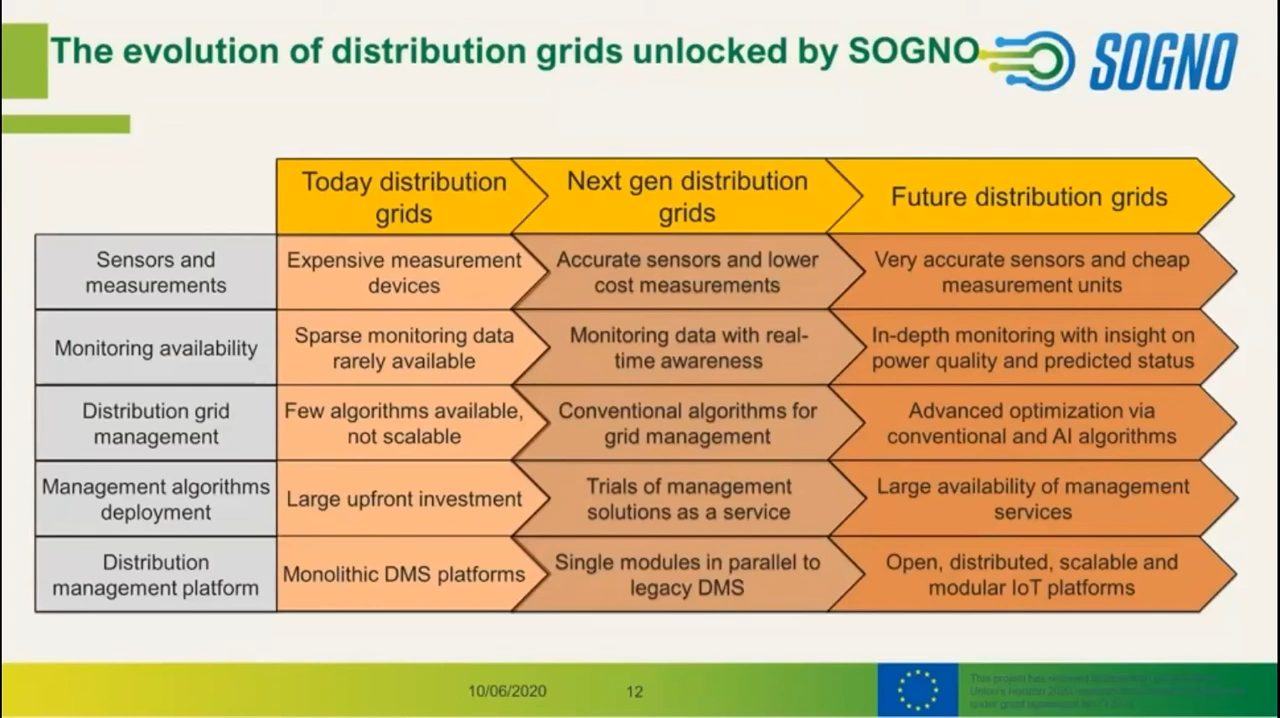 The evolution of distribution grids unlocked by SOGNO
SOGNO
Today distribution
grids
Next gen distribution
grids
Future distribution grids
Sensors and
measurements
Expensive measurement
devices
Accurate sensors and lower
cost measurements
Very accurate sensors and cheap
measurement units
Monitoring availability
Sparse monitoring data
rarely available
Monitoring data with real-
time awareness
In-depth monitoring with insight on
power quality and predicted status
Distribution grid
management
Few algorithms available,
not scalable
Conventional algorithms for
grid management
Advanced optimization via
conventional and AI algorithms
Management algorithms
deployment
Large upfront investment
Trials of management
solutions as a service
Large availability of management
services
Distribution
management platform
Monolithic DMS platforms
Single modules in parallel to
legacy DMS
Open, distributed, scalable and
modular IoT platforms
10/06/2020
12
This project has received
Union's Horizon 2020
under grant agreement